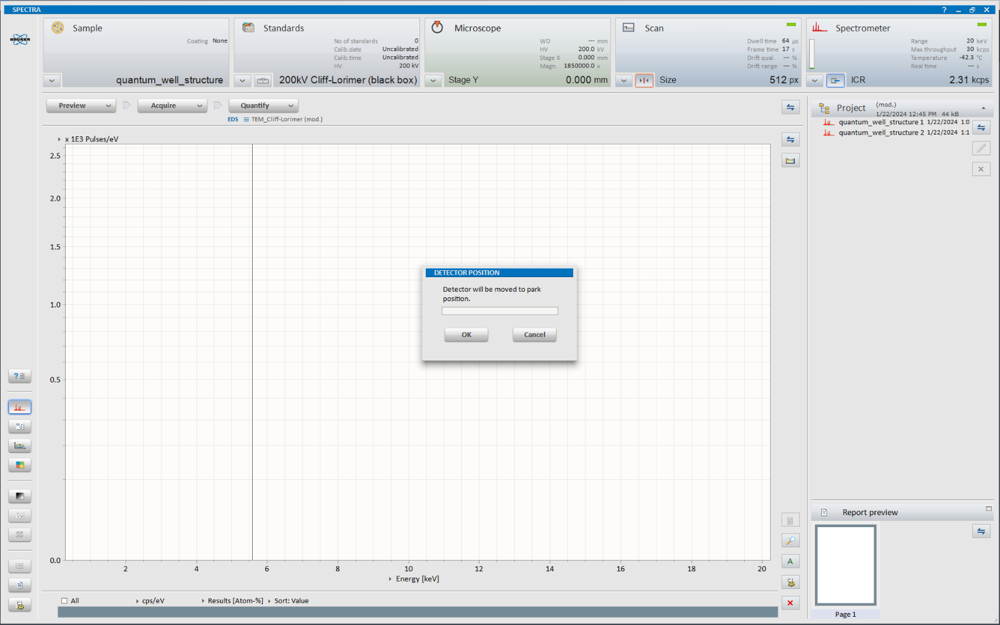 SPECTRA
?
BRUKER
Sample
Coating None
quantum_well_structure
Standards
No of standards 0
Calib.date Uncalibrated
Calib.time Uncalibrated
HV 200 kV
200kV Cliff-Lorimer (black box)
Microscope
WD --- mm
HV 200.0 kV
Stage X 0.000 mm
Magn. 1850000.0 x
Stage Y 0.000 mm
Scan
Dwell time 64 µs
Frame time 17 s
Drift qual. --- %
Drift range --- %
Size 512 px
Spectrometer
Range 20 keV
Max.throughput 30 kcps
Temperature -42.3 °C
Real time --- s
ICR 2.31 kcps
Preview
Acquire
Quantify
EDS TEM_Cliff-Lorimer (mod.)
Project (mod.)
1/22/2024 12:45 PM 44 kB
quantum_well_structure 1 1/22/2024 1:0
quantum_well_structure 2 1/22/2024 1:1
x 1E3 Pulses/eV
2.5
2.0
1.5
1.0
0.5
0.0
2 4 6 8 10 12 14 16 18 20
Energy [keV]
DETECTOR POSITION
Detector will be moved to park
position.
OK Cancel
?
A
All cps/eV Results [Atom-%] Sort: Value
Report preview
Page 1